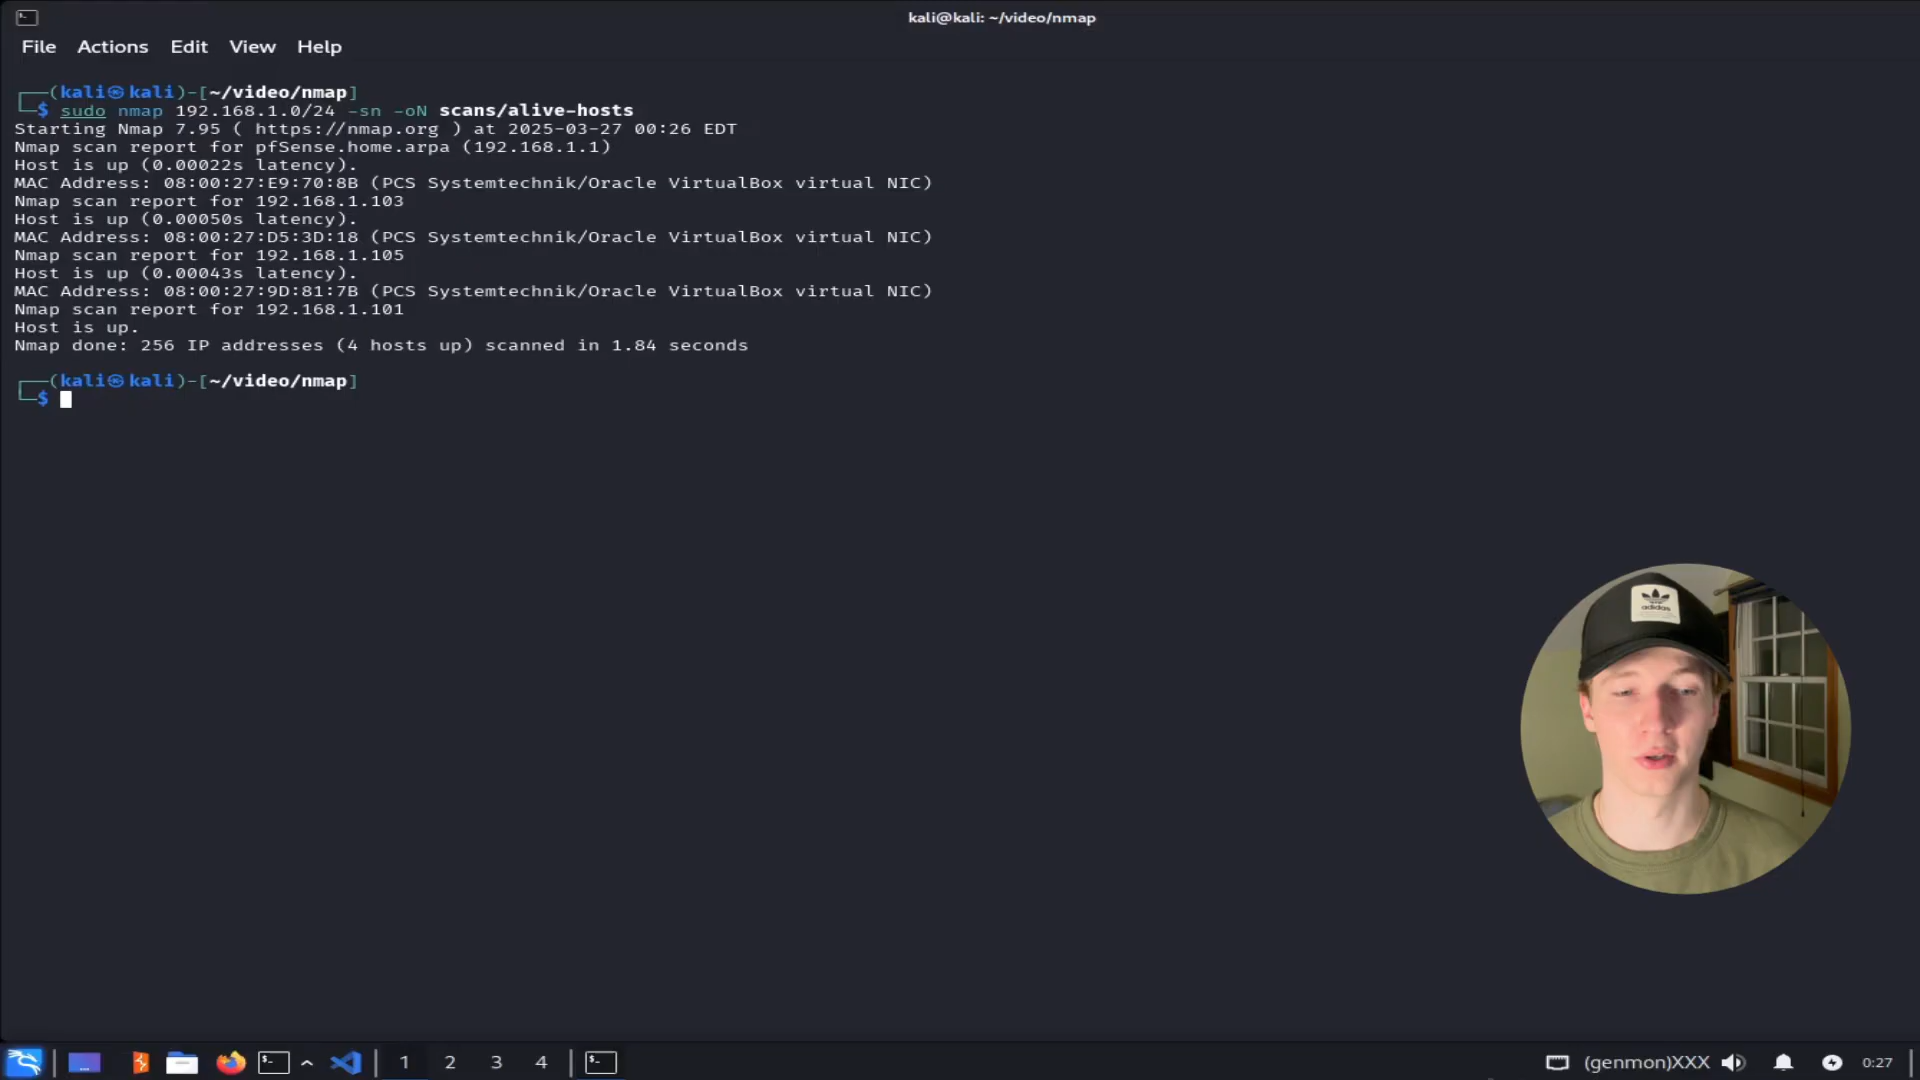 kali@kali: ~/video/nmap
File Actions Edit View Help
┌──(kali㉿kali)-[~/video/nmap]
└─$ sudo nmap 192.168.1.0/24 -sn -oN scans/alive-hosts
Starting Nmap 7.95 ( https://nmap.org ) at 2025-03-27 00:26 EDT
Nmap scan report for pfSense.home.arpa (192.168.1.1)
Host is up (0.00022s latency).
MAC Address: 08:00:27:E9:70:8B (PCS Systemtechnik/Oracle VirtualBox virtual NIC)
Nmap scan report for 192.168.1.103
Host is up (0.00050s latency).
MAC Address: 08:00:27:D5:3D:18 (PCS Systemtechnik/Oracle VirtualBox virtual NIC)
Nmap scan report for 192.168.1.105
Host is up (0.00043s latency).
MAC Address: 08:00:27:9D:81:7B (PCS Systemtechnik/Oracle VirtualBox virtual NIC)
Nmap scan report for 192.168.1.101
Host is up.
Nmap done: 256 IP addresses (4 hosts up) scanned in 1.84 seconds
┌──(kali㉿kali)-[~/video/nmap]
└─$
adidas
1 2 3 4 (genmon)XXX 0:27